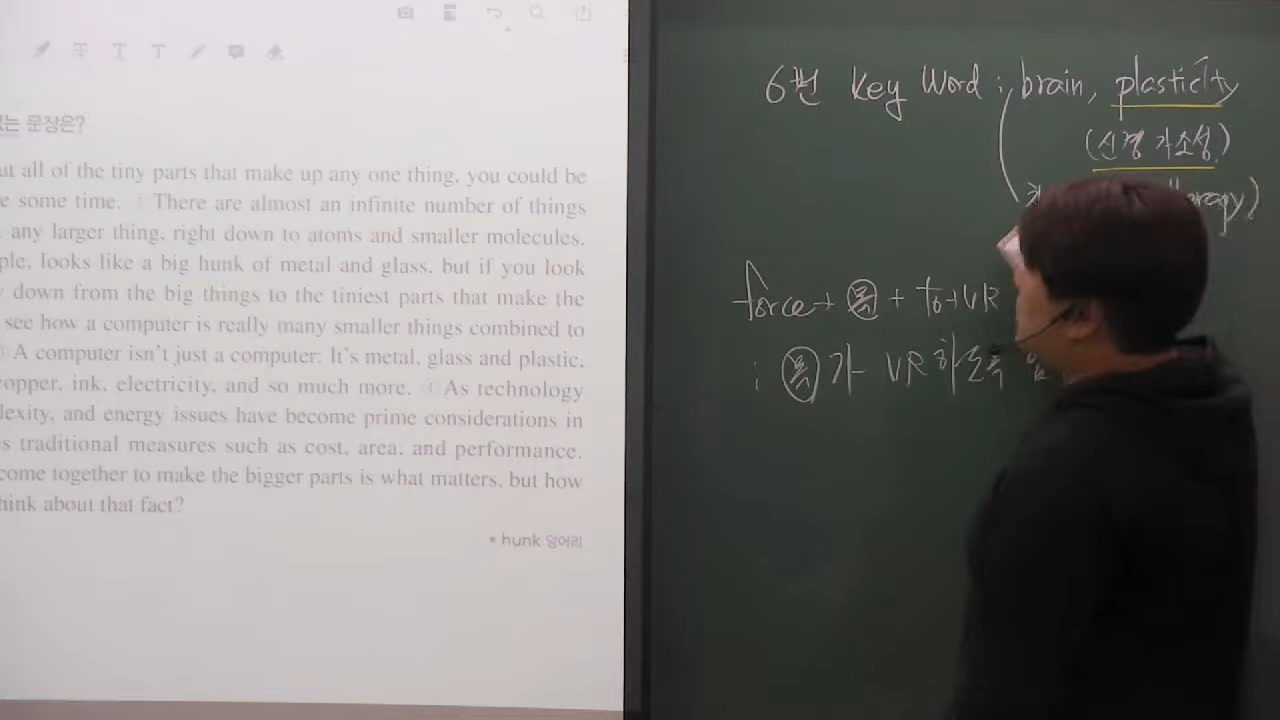 있는 문장은?
ut all of the tiny parts that make up any one thing, you could be
e some time. ① There are almost an infinite number of things
any larger thing, right down to atoms and smaller molecules.
ple, looks like a big hunk of metal and glass, but if you look
down from the big things to the tiniest parts that make the
see how a computer is really many smaller things combined to
③ A computer isn't just a computer: It's metal, glass and plastic,
opper, ink, electricity, and so much more. ④ As technology
lexity, and energy issues have become prime considerations in
s traditional measures such as cost, area, and performance.
come together to make the bigger parts is what matters, but how
hink about that fact?
* hunk 덩어리
6번 key word : brain, plasticity
(신경 가소성)
therapy)
force + 목 + to+VR
: 목가 VR하도록